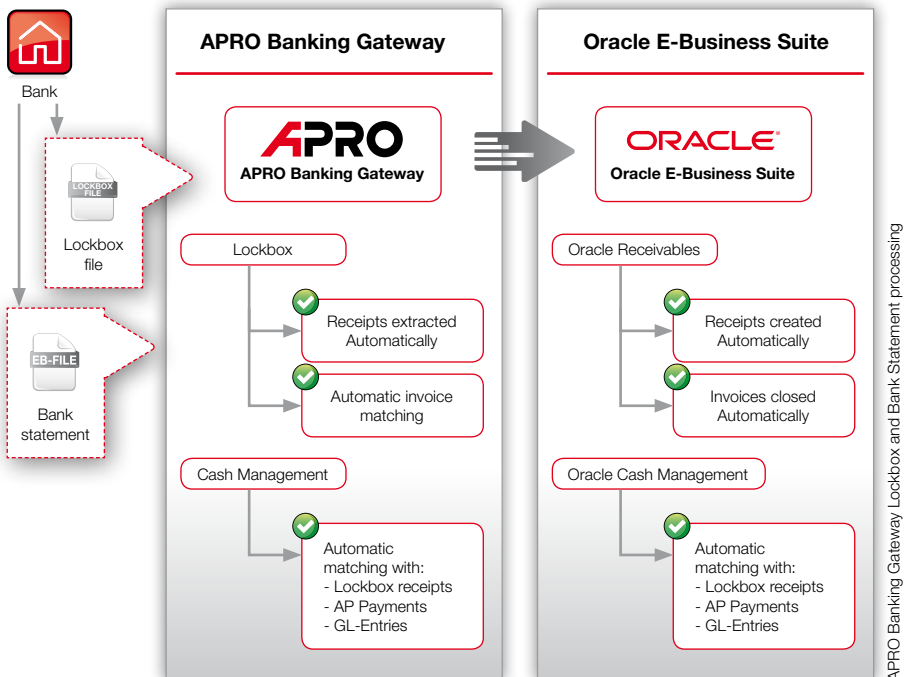 Bank
LOCKBOX
FILE
Lockbox
file
EB-FILE
Bank
statement
APRO Banking Gateway
APRO
APRO Banking Gateway
Lockbox
Receipts extracted
Automatically
Automatic invoice
matching
Cash Management
Automatic
matching with:
- Lockbox receipts
- AP Payments
- GL-Entries
Oracle E-Business Suite
ORACLE®
Oracle E-Business Suite
Oracle Receivables
Receipts created
Automatically
Invoices closed
Automatically
Oracle Cash Management
Automatic
matching with:
- Lockbox receipts
- AP Payments
- GL-Entries
APRO Banking Gateway Lockbox and Bank Statement processing